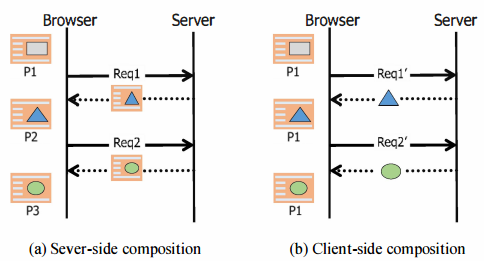 Browser Server
P1
Req1
P2
Req2
P3
(a) Sever-side composition
Browser Server
P1
Req1'
P1
Req2'
P1
(b) Client-side composition